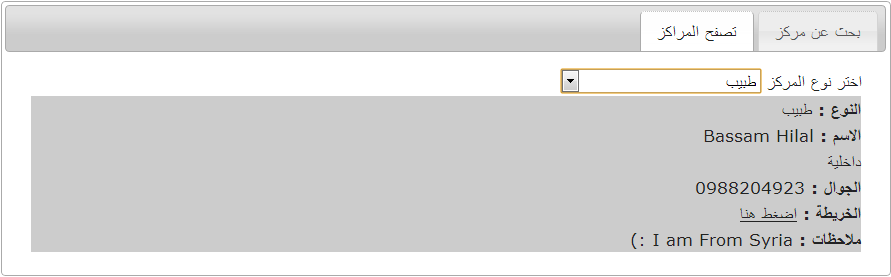 بحث عن مركز
تصفح المراكز
اختر نوع المركز
طبيب
النوع : طبيب
الاسم : Bassam Hilal
داخلية
الجوال : 0988204923
الخريطة : اضغط هنا
ملاحظات : I am From Syria :)